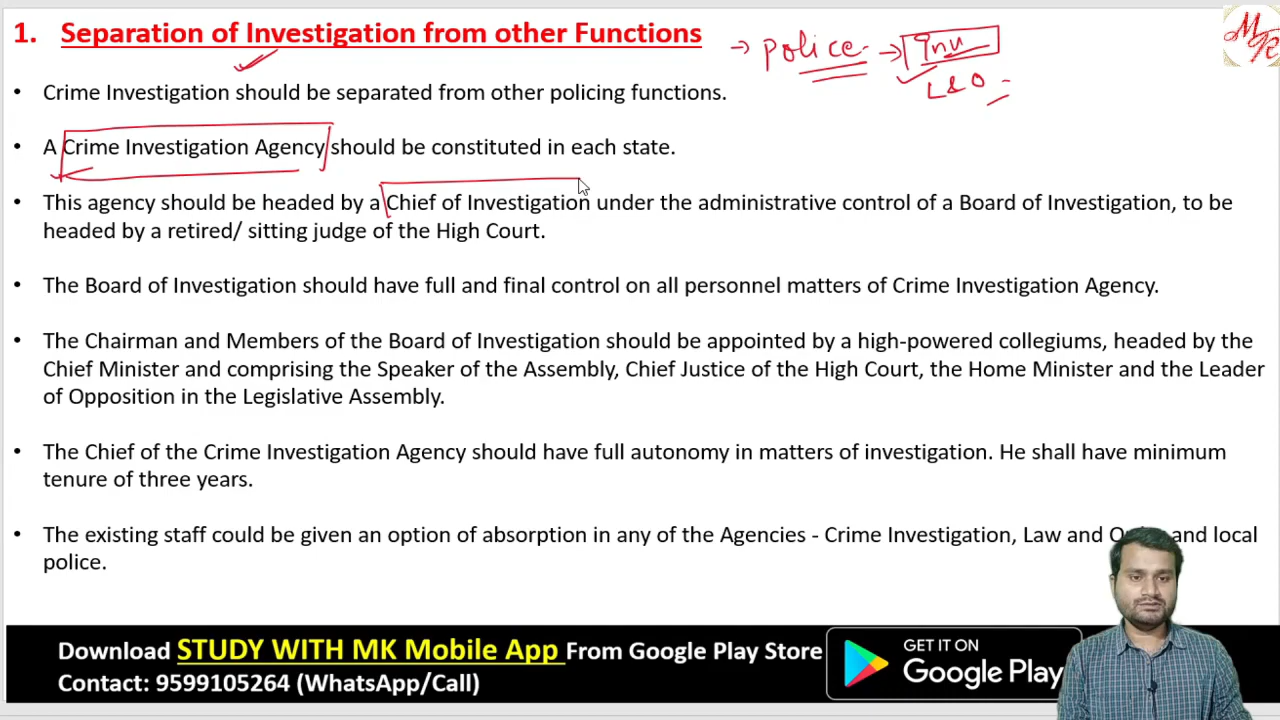 1. Separation of Investigation from other Functions
→ police → Inv
L & O
MK
• Crime Investigation should be separated from other policing functions.
• A Crime Investigation Agency should be constituted in each state.
• This agency should be headed by a Chief of Investigation under the administrative control of a Board of Investigation, to be
headed by a retired/ sitting judge of the High Court.
• The Board of Investigation should have full and final control on all personnel matters of Crime Investigation Agency.
• The Chairman and Members of the Board of Investigation should be appointed by a high-powered collegiums, headed by the
Chief Minister and comprising the Speaker of the Assembly, Chief Justice of the High Court, the Home Minister and the Leader
of Opposition in the Legislative Assembly.
• The Chief of the Crime Investigation Agency should have full autonomy in matters of investigation. He shall have minimum
tenure of three years.
• The existing staff could be given an option of absorption in any of the Agencies - Crime Investigation, Law and and local
police.
Download STUDY WITH MK Mobile App From Google Play Store
Contact: 9599105264 (WhatsApp/Call)
GET IT ON
Google Play